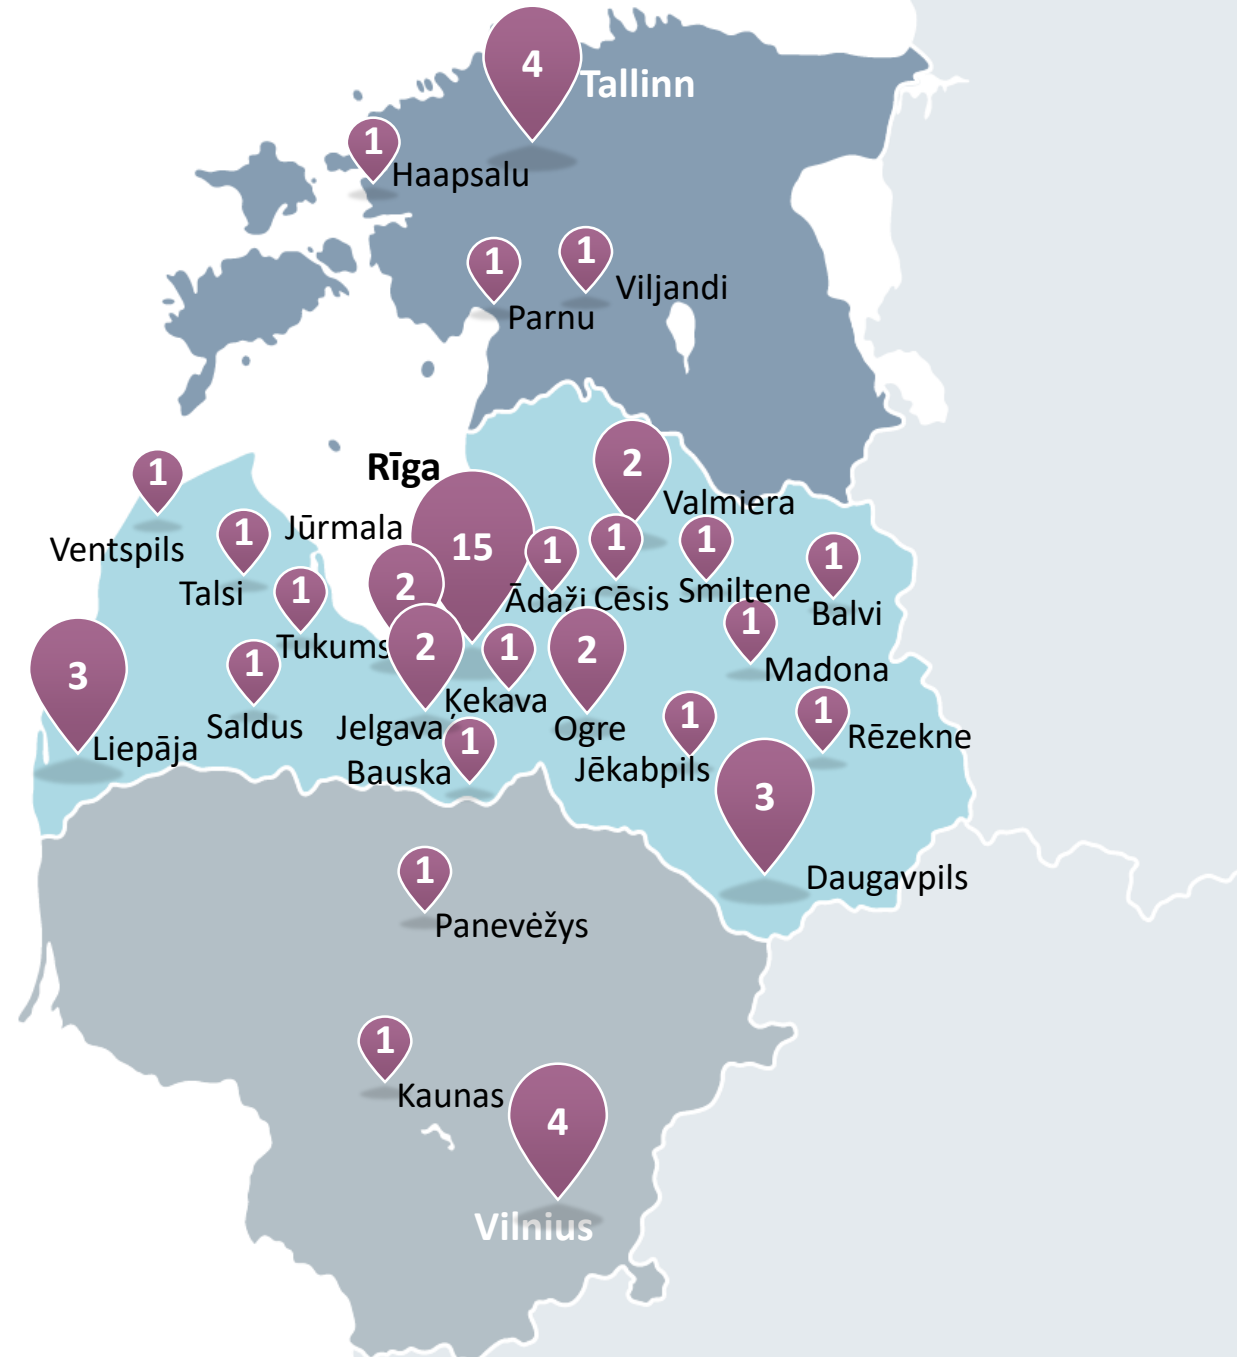 4
Tallinn
1
Haapsalu
1
Viljandi
1
Parnu
Rīga
15
2
Valmiera
1
Ventspils
1
Talsi
Jūrmala
2
1
Ādaži
1
Cēsis
1
Smiltene
1
Balvi
1
Tukums
1
Madona
3
Liepāja
1
Saldus
2
Jelgava
1
Ķekava
2
Ogre
1
Jēkabpils
1
Rēzekne
1
Bauska
3
Daugavpils
1
Panevėžys
1
Kaunas
4
Vilnius